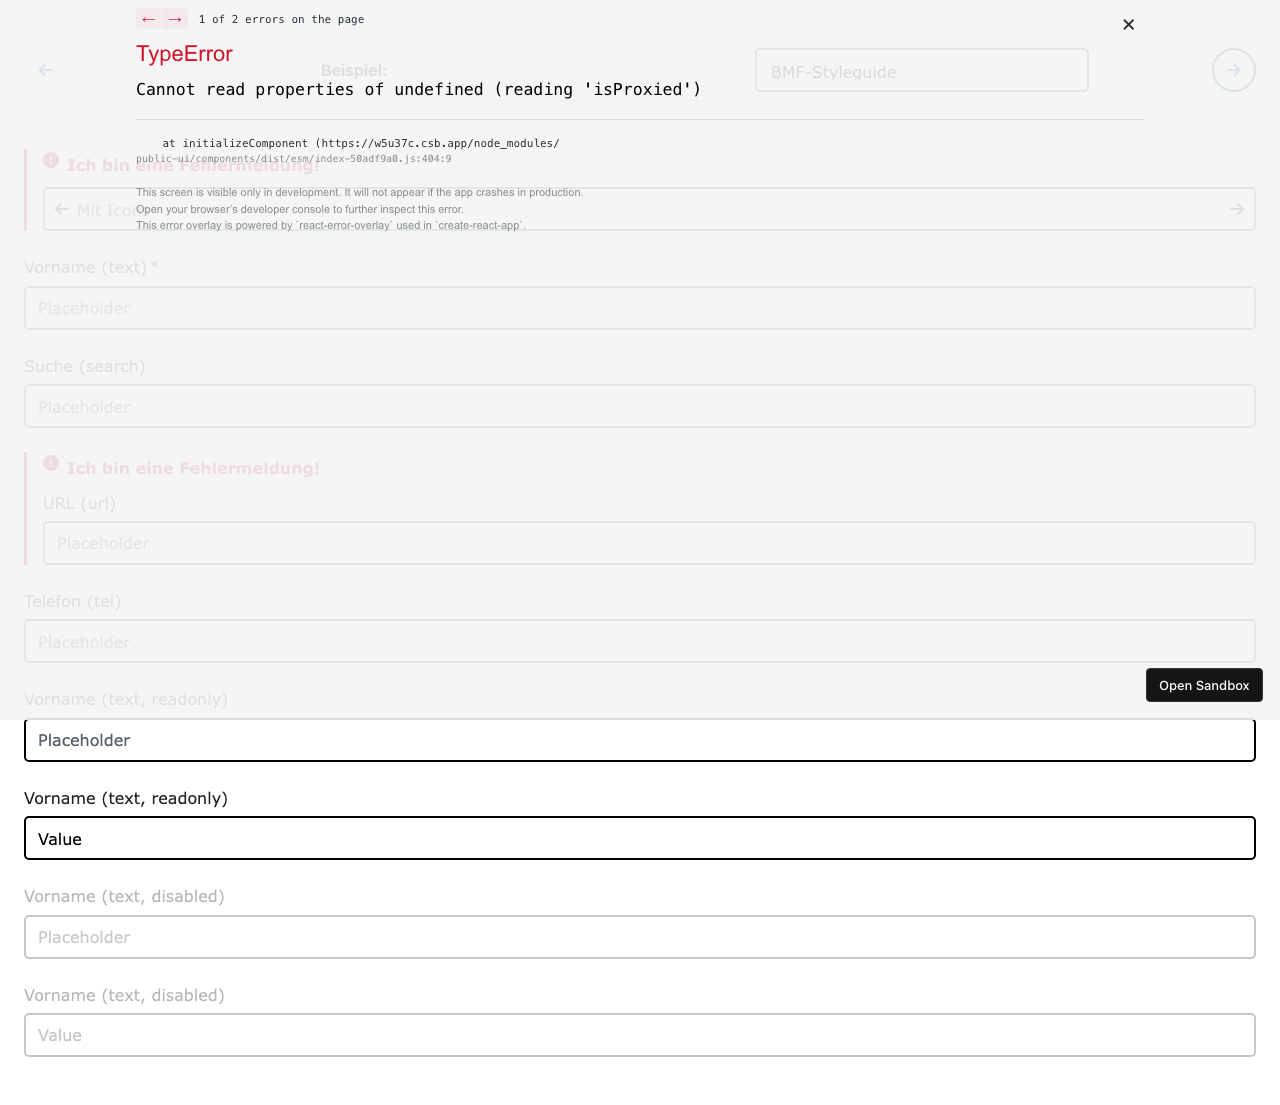 ← → 1 of 2 errors on the page
TypeError
Beispiel:
BMF-Styleguide
Cannot read properties of undefined (reading 'isProxied')
at initializeComponent (https://w5u37c.csb.app/node_modules/
public-ui/components/dist/esm/index-50adf9a0.js:404:9
Ich bin eine Fehlermeldung!
This screen is visible only in development. It will not appear if the app crashes in production.
Mit Icons
Open your browser’s developer console to further inspect this error.
This error overlay is powered by `react-error-overlay` used in `create-react-app`.
Vorname (text)*
Placeholder
Suche (search)
Placeholder
Ich bin eine Fehlermeldung!
URL (url)
Placeholder
Telefon (tel)
Placeholder
Open Sandbox
Vorname (text, readonly)
Placeholder
Vorname (text, readonly)
Value
Vorname (text, disabled)
Placeholder
Vorname (text, disabled)
Value